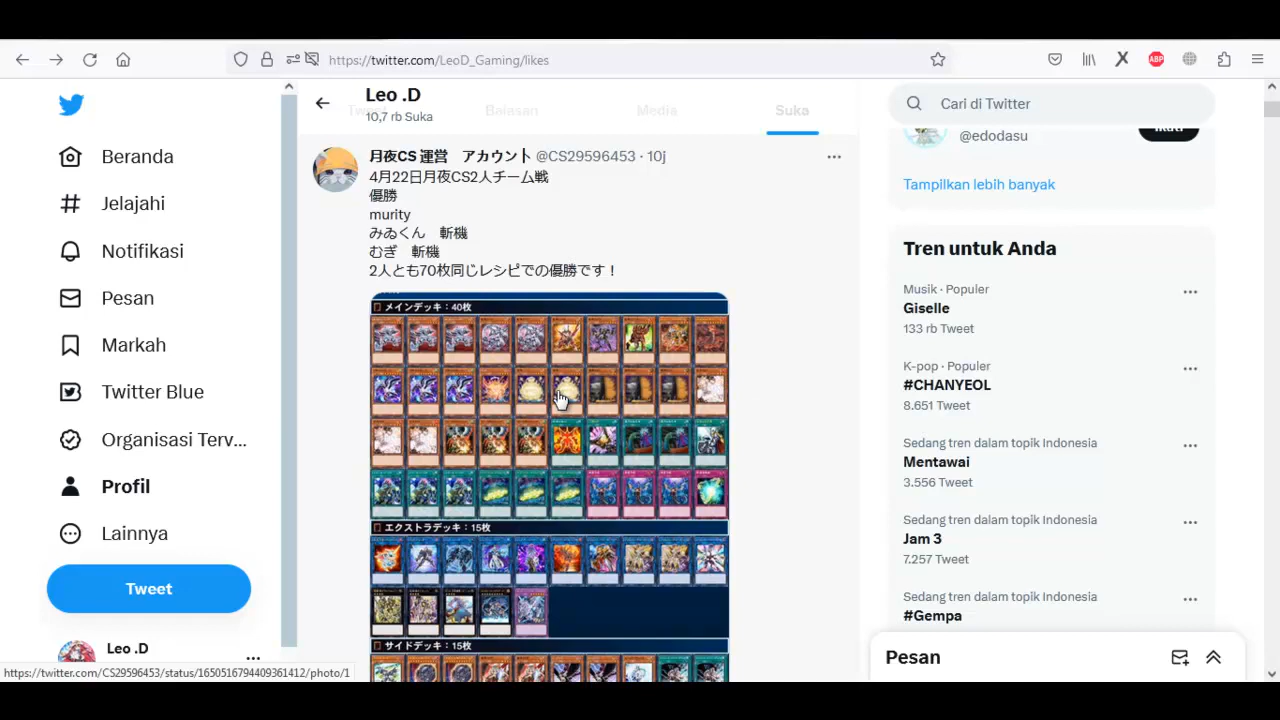 https://twitter.com/LeoD_Gaming/likes
ABP
Beranda
Jelajahi
Notifikasi
Pesan
Markah
Twitter Blue
Organisasi Terv...
Profil
Lainnya
Tweet
Leo .D
https://twitter.com/CS29596453/status/1650516794409361412/photo/1
Leo .D
10,7 rb Suka
Tweet Balasan Media Suka
月夜CS 運営　アカウント @CS29596453 · 10j
4月22日月夜CS2人チーム戦
優勝
murity
みゐくん　斬機
むぎ　斬機
2人とも70枚同じレシピでの優勝です！
メインデッキ：40枚
エクストラデッキ：15枚
サイドデッキ：15枚
Cari di Twitter
@edodasu
Ikuti
Tampilkan lebih banyak
Tren untuk Anda
Musik · Populer
Giselle
133 rb Tweet
K-pop · Populer
#CHANYEOL
8.651 Tweet
Sedang tren dalam topik Indonesia
Mentawai
3.556 Tweet
Sedang tren dalam topik Indonesia
Jam 3
7.257 Tweet
Sedang tren dalam topik Indonesia
#Gempa
Pesan